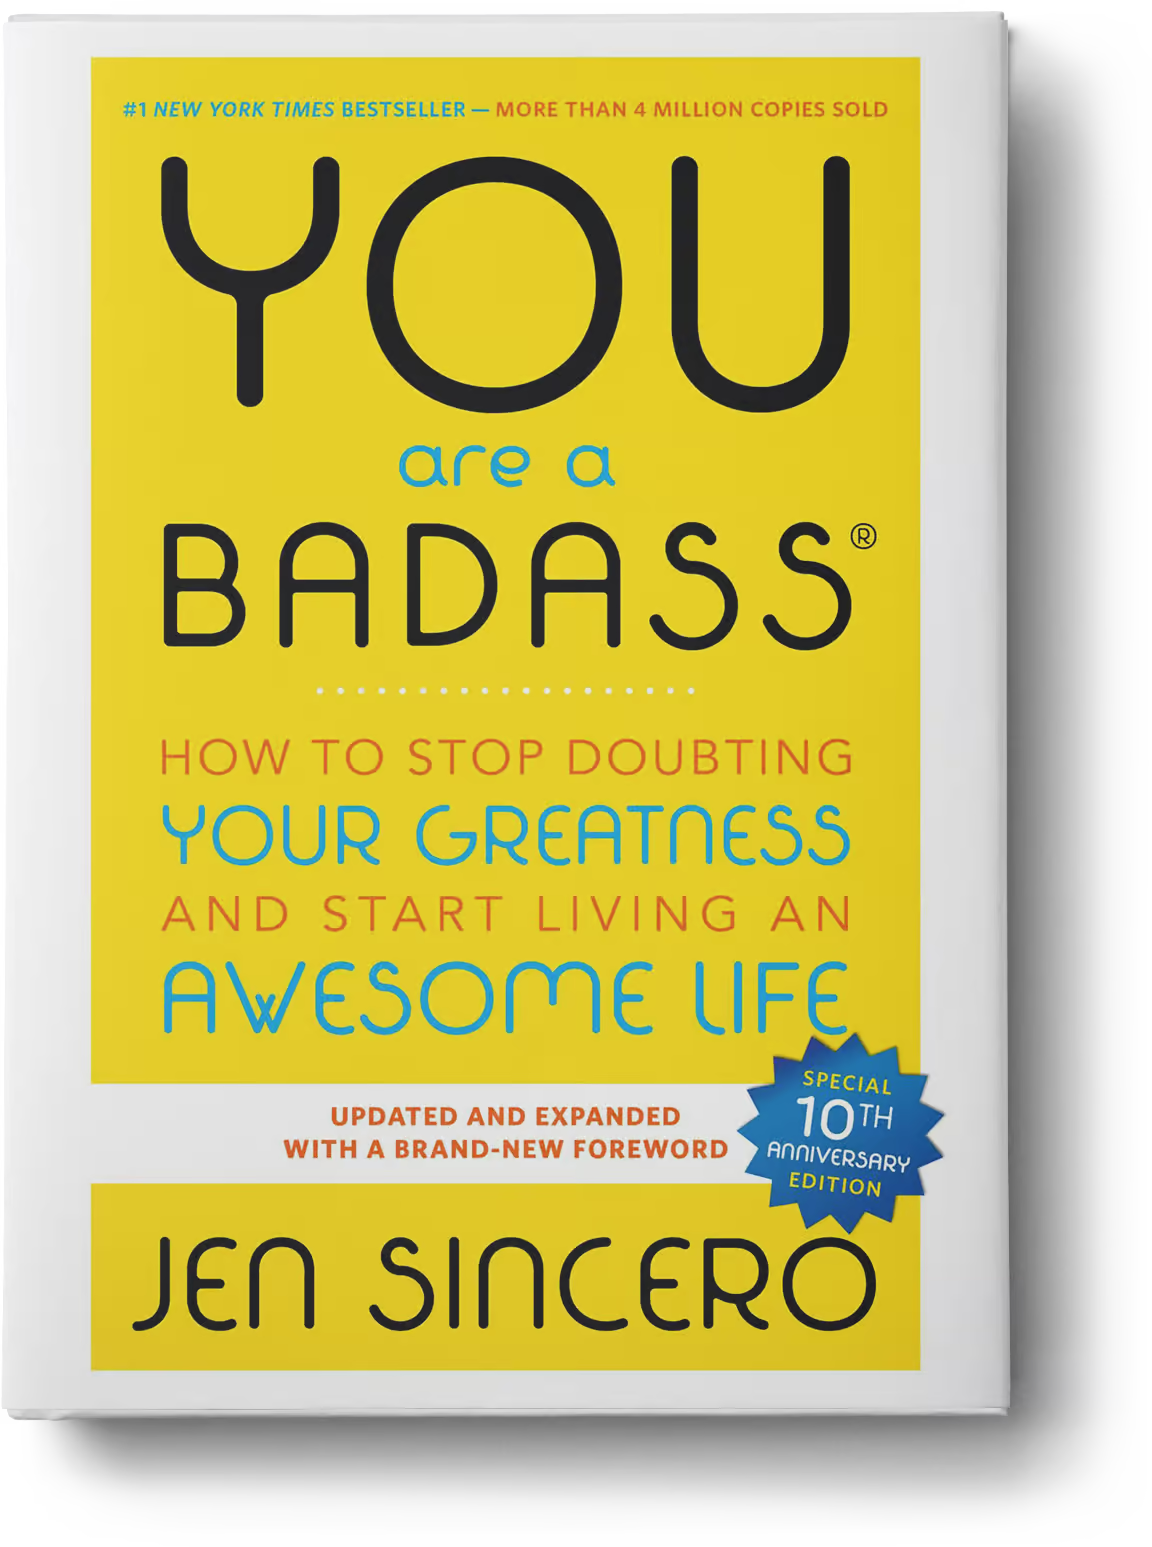 #1 NEW YORK TIMES BESTSELLER — MORE THAN 4 MILLION COPIES SOLD
YOU
are a
BADASS®
HOW TO STOP DOUBTING
YOUR GREATNESS
AND START LIVING AN
AWESOME LIFE
UPDATED AND EXPANDED
WITH A BRAND-NEW FOREWORD
SPECIAL
10TH
ANNIVERSARY
EDITION
JEN SINCERO